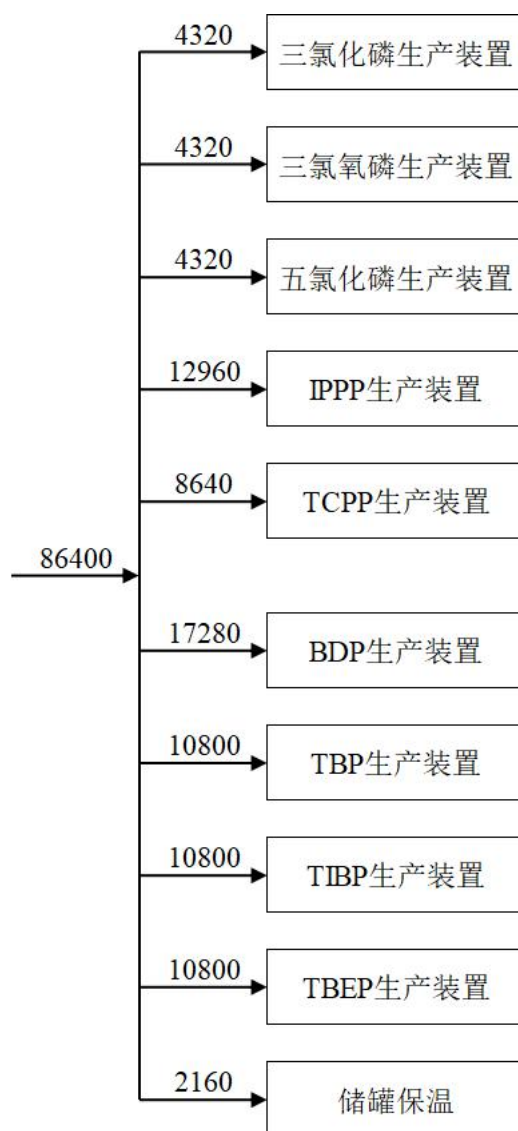 4320
三氯化磷生产装置
4320
三氯氧磷生产装置
4320
五氯化磷生产装置
12960
IPPP生产装置
8640
TCPP生产装置
86400
17280
BDP生产装置
10800
TBP生产装置
10800
TIBP生产装置
10800
TBEP生产装置
2160
储罐保温